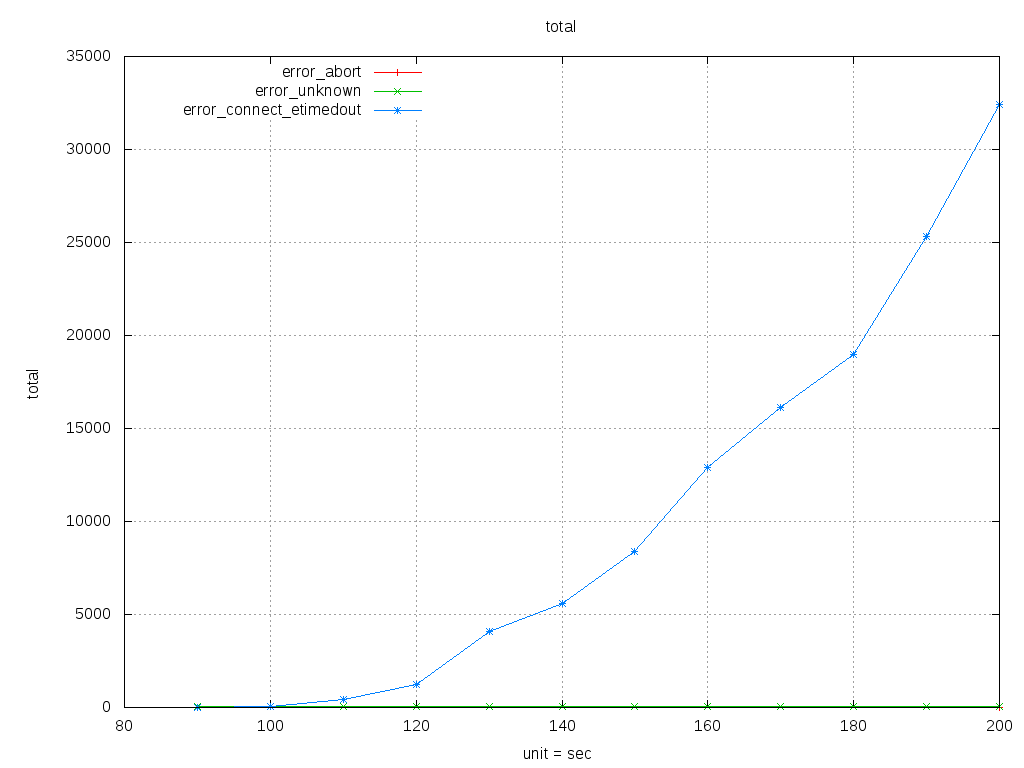 total
35000
error_abort
error_unknown
error_connect_etimedout
30000
25000
20000
total
15000
10000
5000
0
80 100 120 140 160 180 200
unit = sec